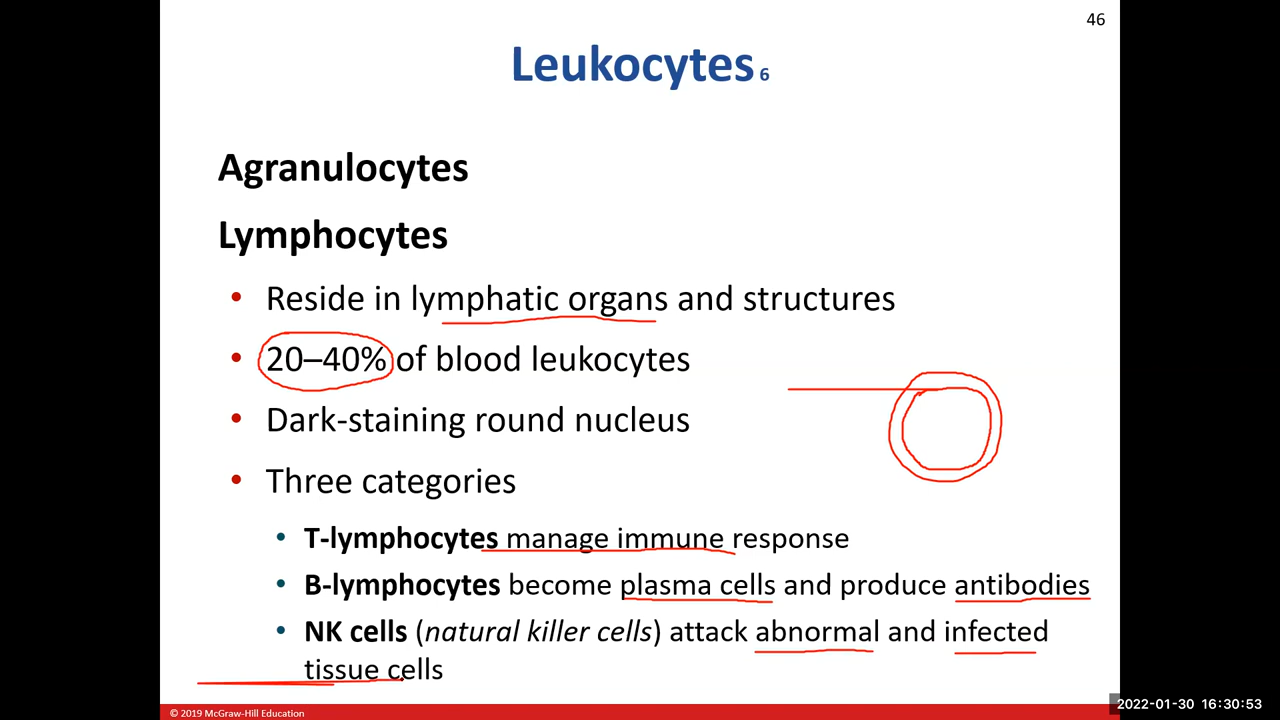 46
Leukocytes 6
Agranulocytes
Lymphocytes
• Reside in lymphatic organs and structures
• 20–40% of blood leukocytes
• Dark-staining round nucleus
• Three categories
• T-lymphocytes manage immune response
• B-lymphocytes become plasma cells and produce antibodies
• NK cells (natural killer cells) attack abnormal and infected
tissue cells
© 2019 McGraw-Hill Education
2022-01-30 16:30:53